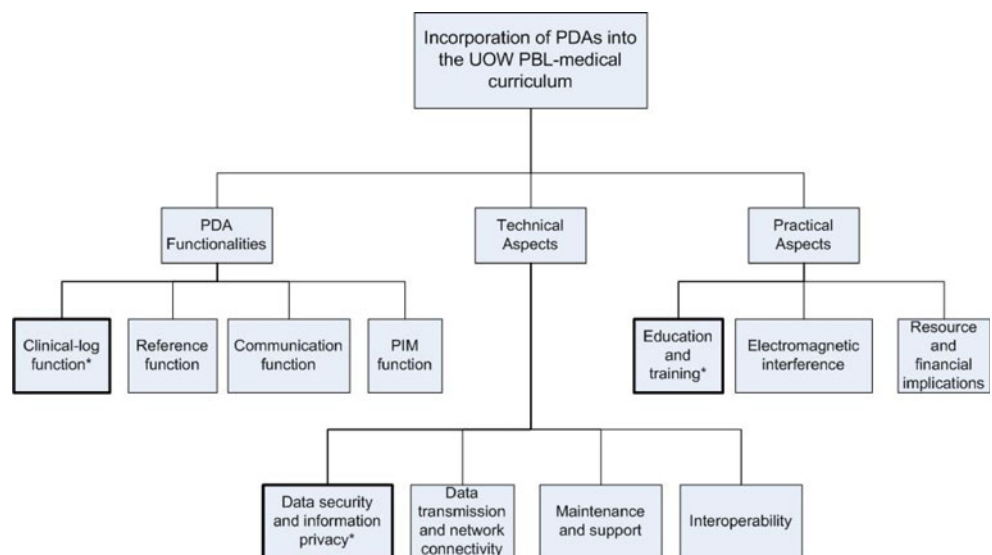 Incorporation of PDAs into
the UOW PBL-medical
curriculum
PDA
Functionalities
Technical
Aspects
Practical
Aspects
Clinical-log
function*
Reference
function
Communication
function
PIM
function
Education
and
training*
Electromagnetic
interference
Resource
and
financial
implications
Data security
and information
privacy*
Data
transmission
and network
connectivity
Maintenance
and support
Interoperability